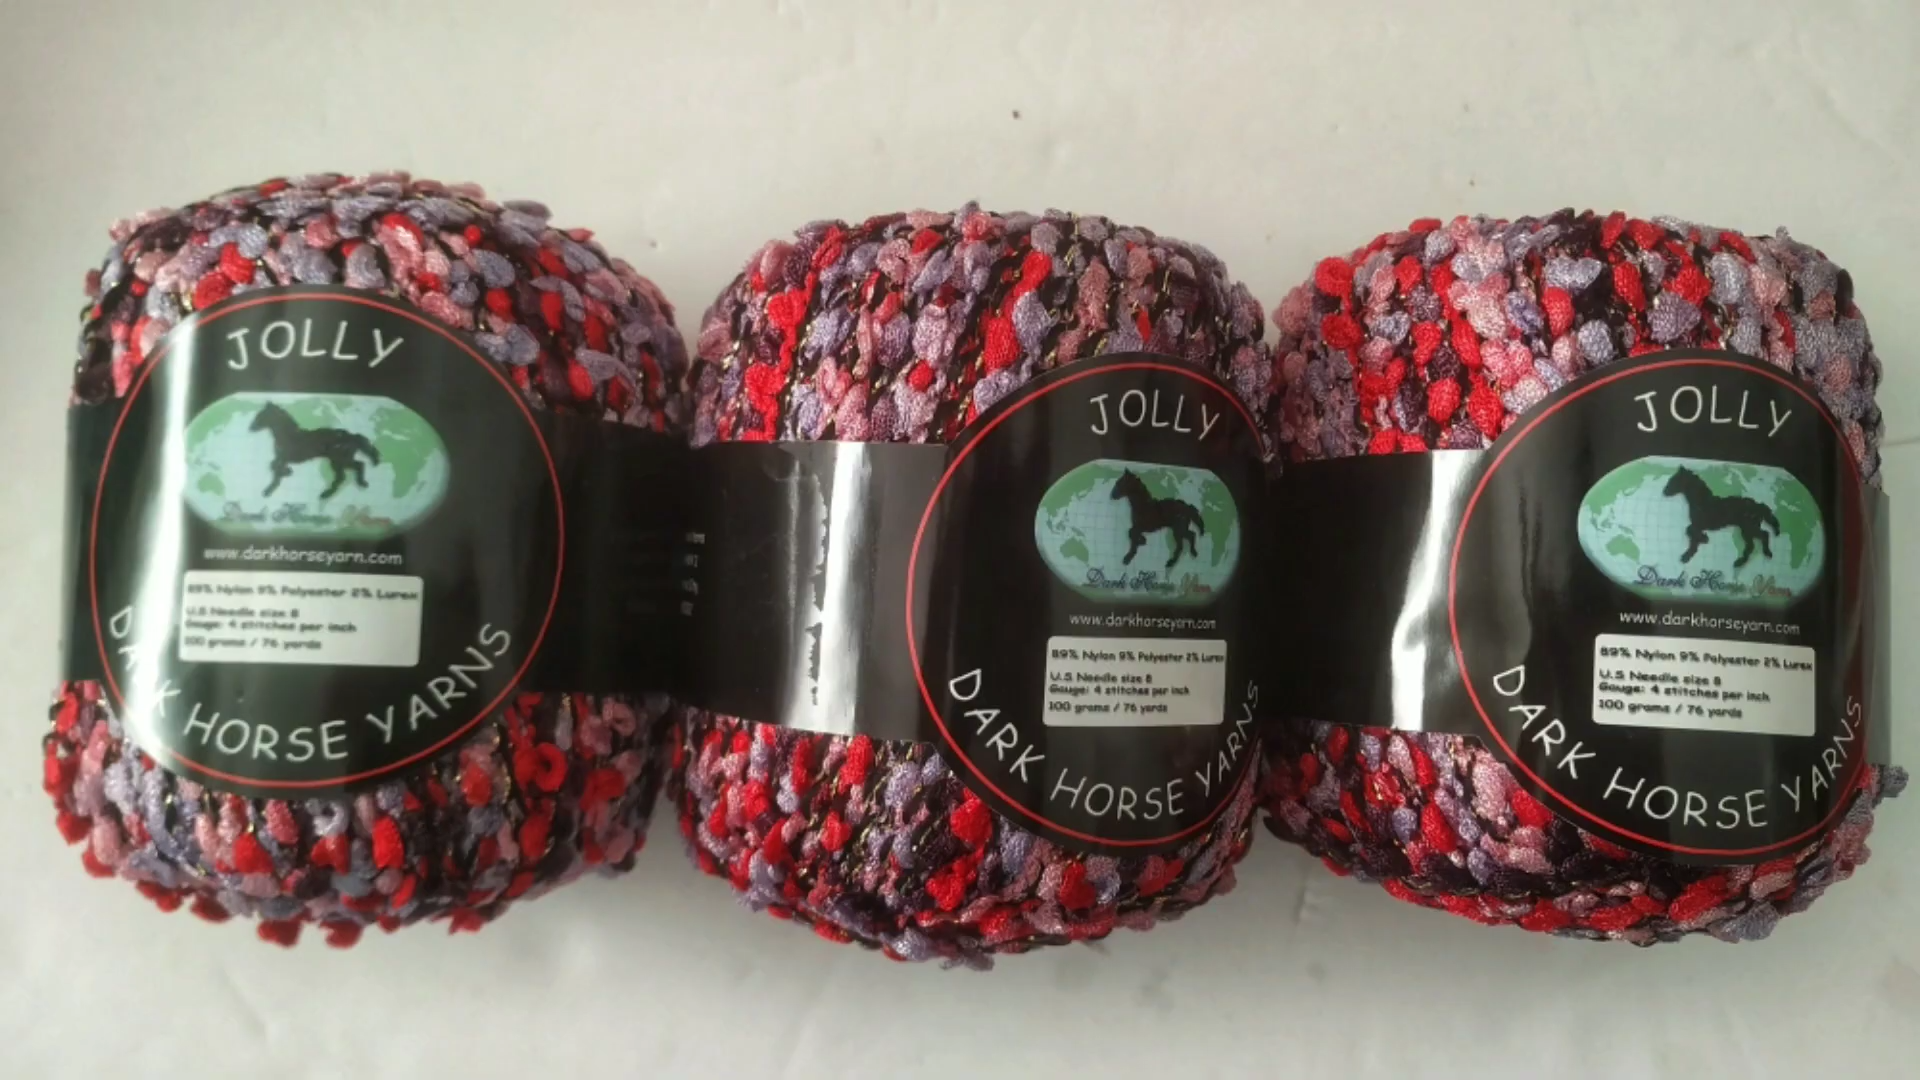 JOLLY
Dark Horse Yarn
www.darkhorseyarn.com
89% Nylon 9% Polyester 2% Lurex
U.S Needle size 8
Gauge: 4 stitches per inch
100 grams / 76 yards
DARK HORSE YARNS
JOLLY
Dark Horse Yarn
www.darkhorseyarn.com
89% Nylon 9% Polyester 2% Lurex
U.S Needle size 8
Gauge: 4 stitches per inch
100 grams / 76 yards
DARK HORSE YARNS
JOLLY
Dark Horse Yarn
www.darkhorseyarn.com
89% Nylon 9% Polyester 2% Lurex
U.S Needle size 8
Gauge: 4 stitches per inch
100 grams / 76 yards
DARK HORSE YARNS